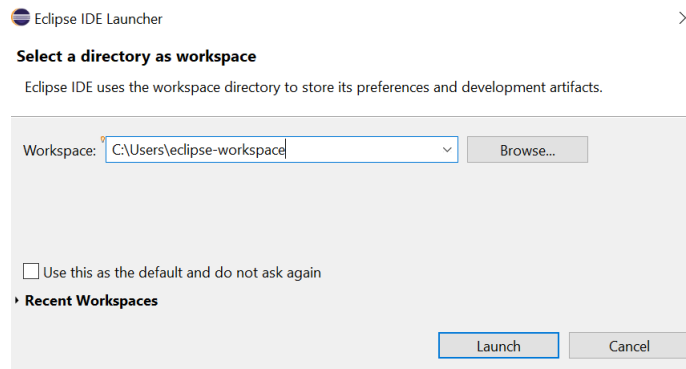 Eclipse IDE Launcher
Select a directory as workspace
Eclipse IDE uses the workspace directory to store its preferences and development artifacts.
Workspace: C:\Users\eclipse-workspace Browse...
Use this as the default and do not ask again
Recent Workspaces
Launch Cancel